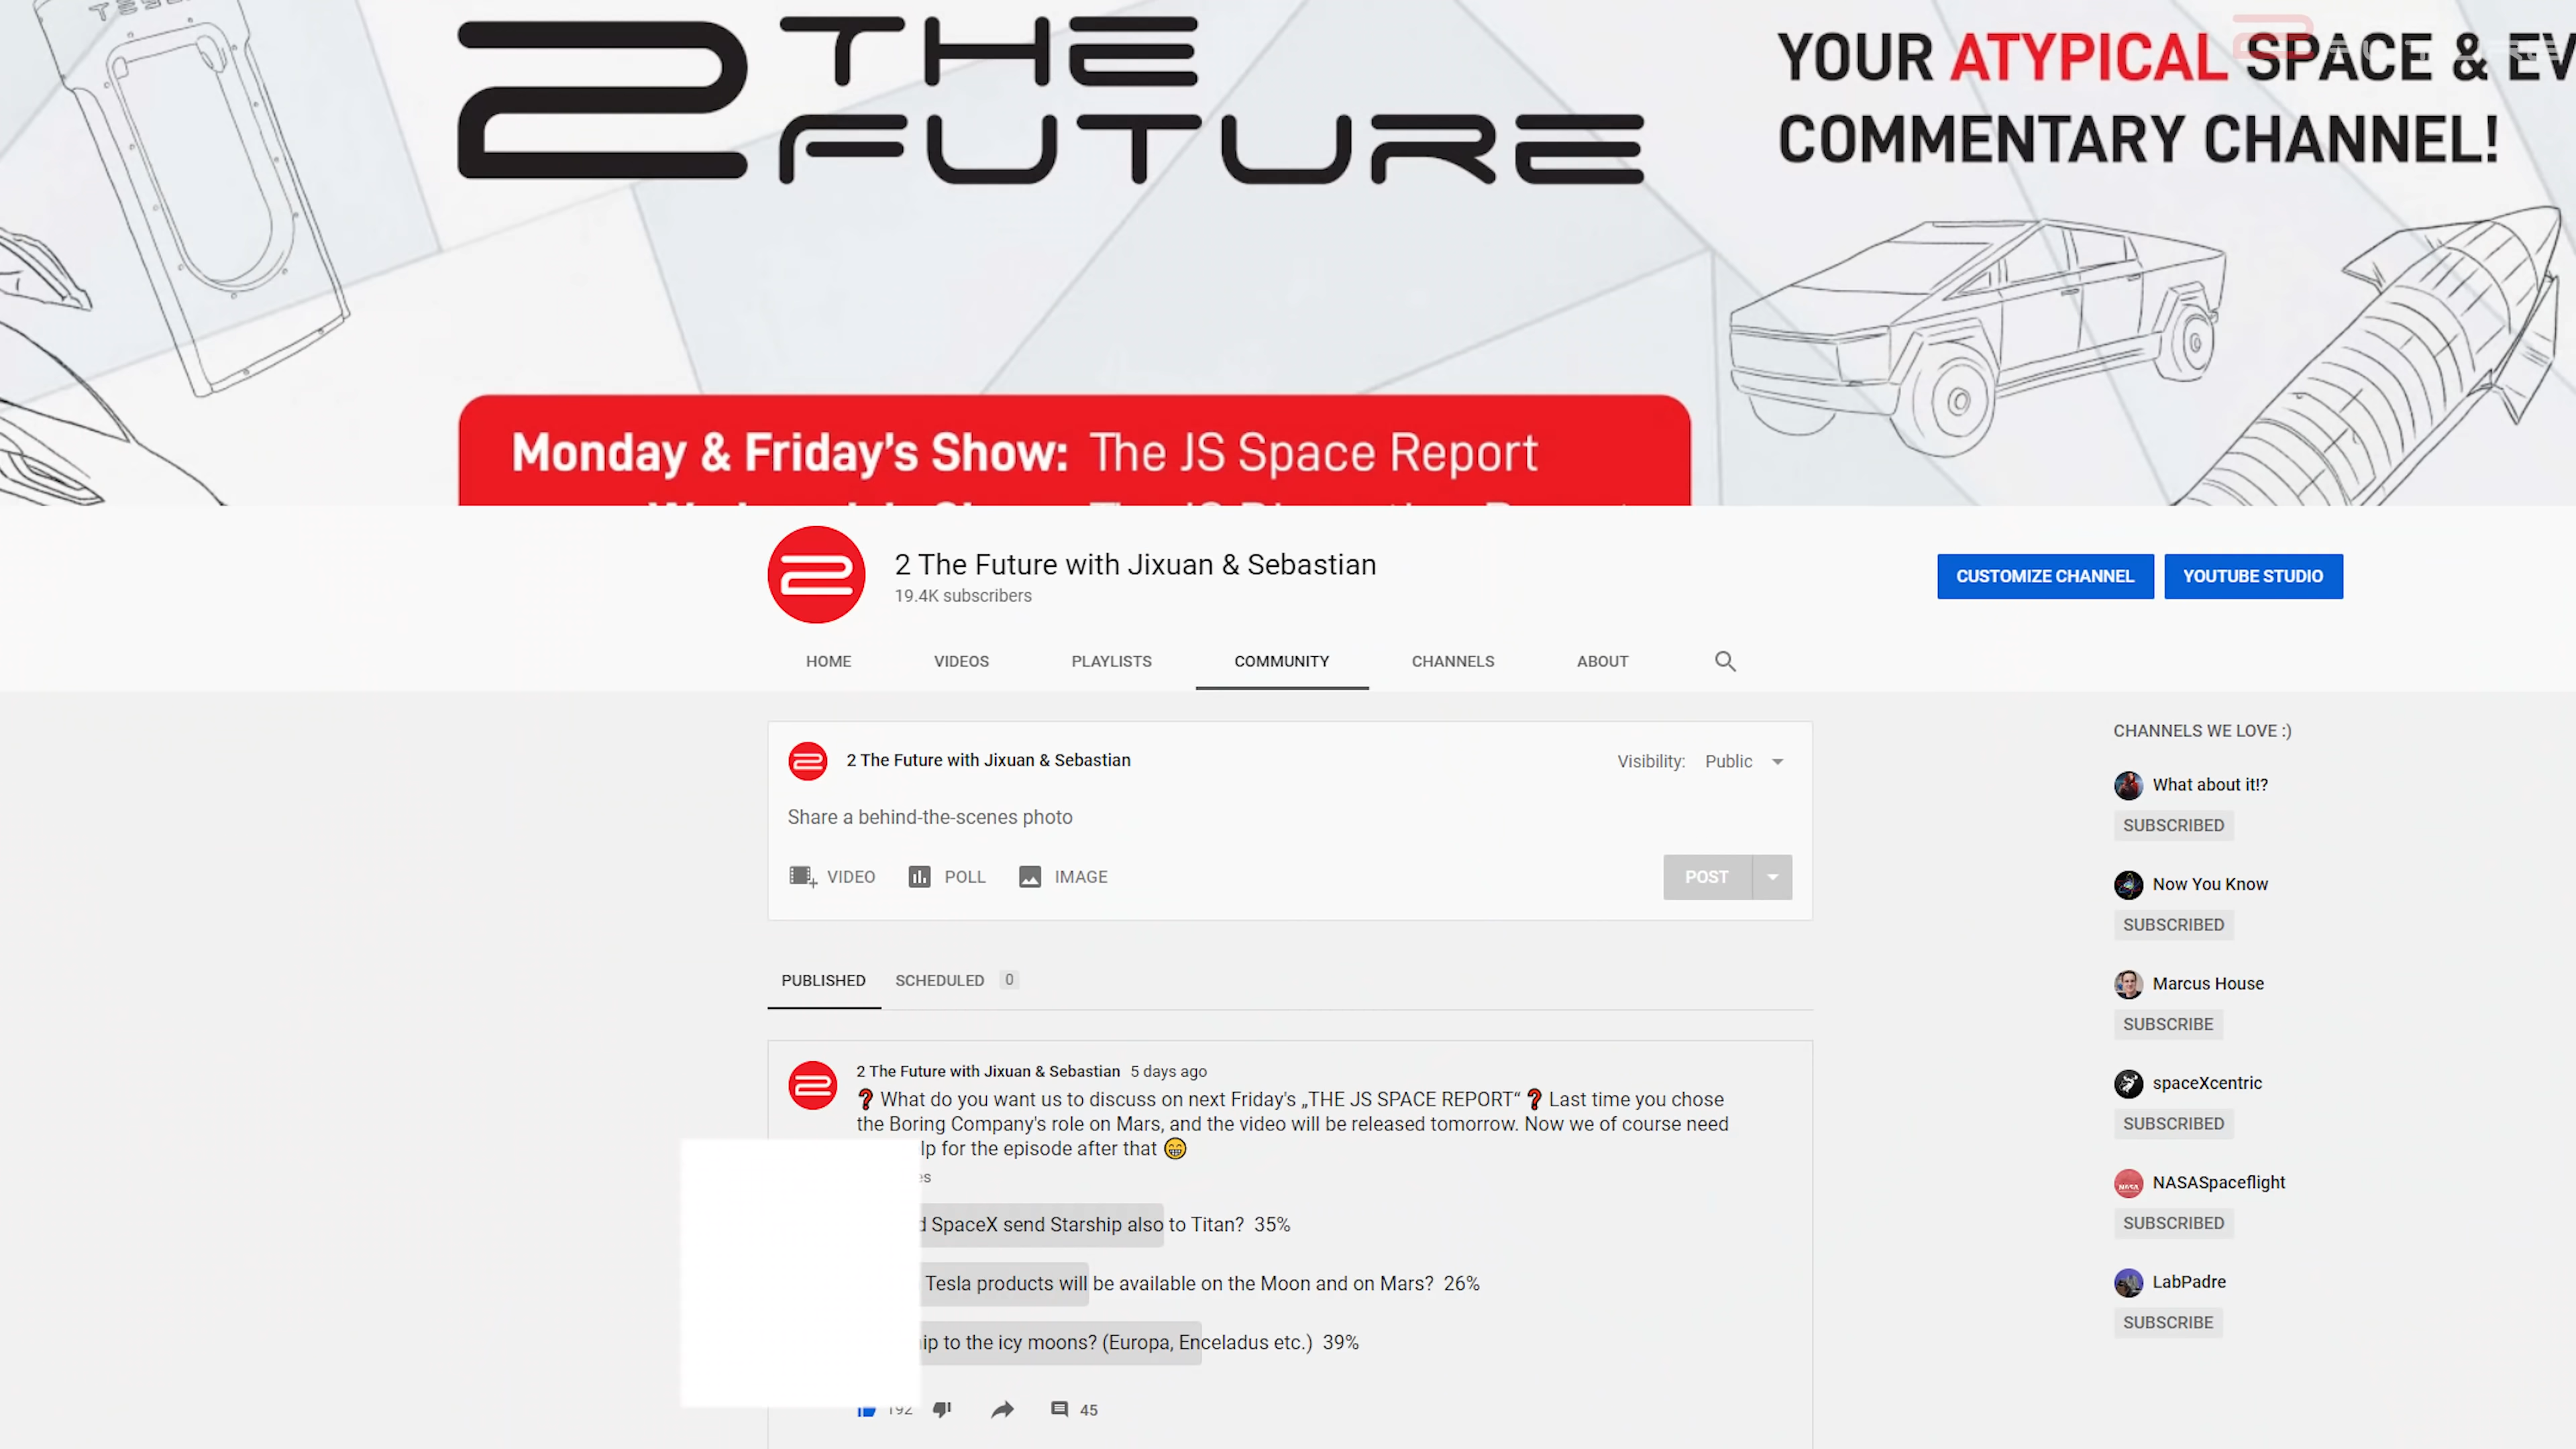 TESLA
2 THE
FUTURE
YOUR ATYPICAL SPACE & EV
COMMENTARY CHANNEL!
Monday & Friday's Show: The JS Space Report
2 The Future with Jixuan & Sebastian
19.4K subscribers
CUSTOMIZE CHANNEL
YOUTUBE STUDIO
HOME
VIDEOS
PLAYLISTS
COMMUNITY
CHANNELS
ABOUT
2 The Future with Jixuan & Sebastian
Visibility: Public
Share a behind-the-scenes photo
VIDEO
POLL
IMAGE
POST
PUBLISHED
SCHEDULED 0
2 The Future with Jixuan & Sebastian 5 days ago
❓ What do you want us to discuss on next Friday's „THE JS SPACE REPORT“ ❓ Last time you chose
the Boring Company's role on Mars, and the video will be released tomorrow. Now we of course need
lp for the episode after that 😁
es
d SpaceX send Starship also to Titan? 35%
Tesla products will be available on the Moon and on Mars? 26%
ip to the icy moons? (Europa, Enceladus etc.) 39%
192
45
CHANNELS WE LOVE :)
What about it!?
SUBSCRIBED
Now You Know
SUBSCRIBED
Marcus House
SUBSCRIBE
spaceXcentric
SUBSCRIBED
NASASpaceflight
SUBSCRIBED
LabPadre
SUBSCRIBE